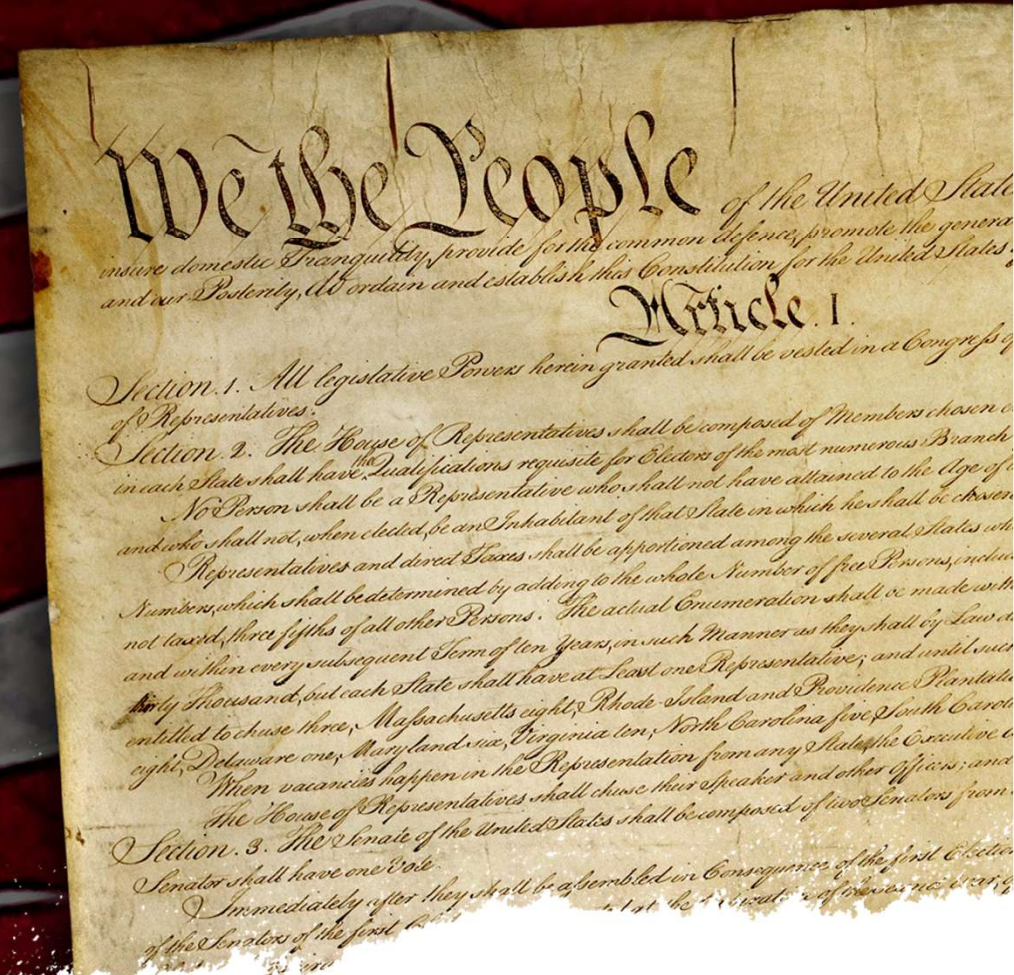 We the People of the United State
insure domestic Tranquility, provide for the common defence, promote the genera
and our Posterity, do ordain and establish this Constitution for the United States
Article. I.
Section. 1. All legislative Powers herein granted shall be vested in a Congress of
of Representatives.
Section. 2. The House of Representatives shall be composed of Members chosen e
in each State shall have the Qualifications requisite for Electors of the most numerous Branch
No Person shall be a Representative who shall not have attained to the Age of
and who shall not, when elected, be an Inhabitant of that State in which he shall be chosen
Representatives and direct Taxes shall be apportioned among the several States whi
Numbers, which shall be determined by adding to the whole Number of free Persons, includ
not taxed, three fifths of all other Persons. The actual Enumeration shall be made with
and within every subsequent Term of ten Years, in such Manner as they shall by Law d
thirty Thousand, but each State shall have at Least one Representative; and until such
entitled to chuse three, Massachusetts eight, Rhode-Island and Providence Plantatio
eight, Delaware one, Maryland six, Virginia ten, North Carolina five, South Caroli
When vacancies happen in the Representation from any State, the Executive
The House of Representatives shall chuse their Speaker and other Officers; and
Section. 3. The Senate of the United States shall be composed of two Senators from
Senator shall have one Vote.
Immediately after they shall be assembled in Consequence of the first Election
of the Senators of the first